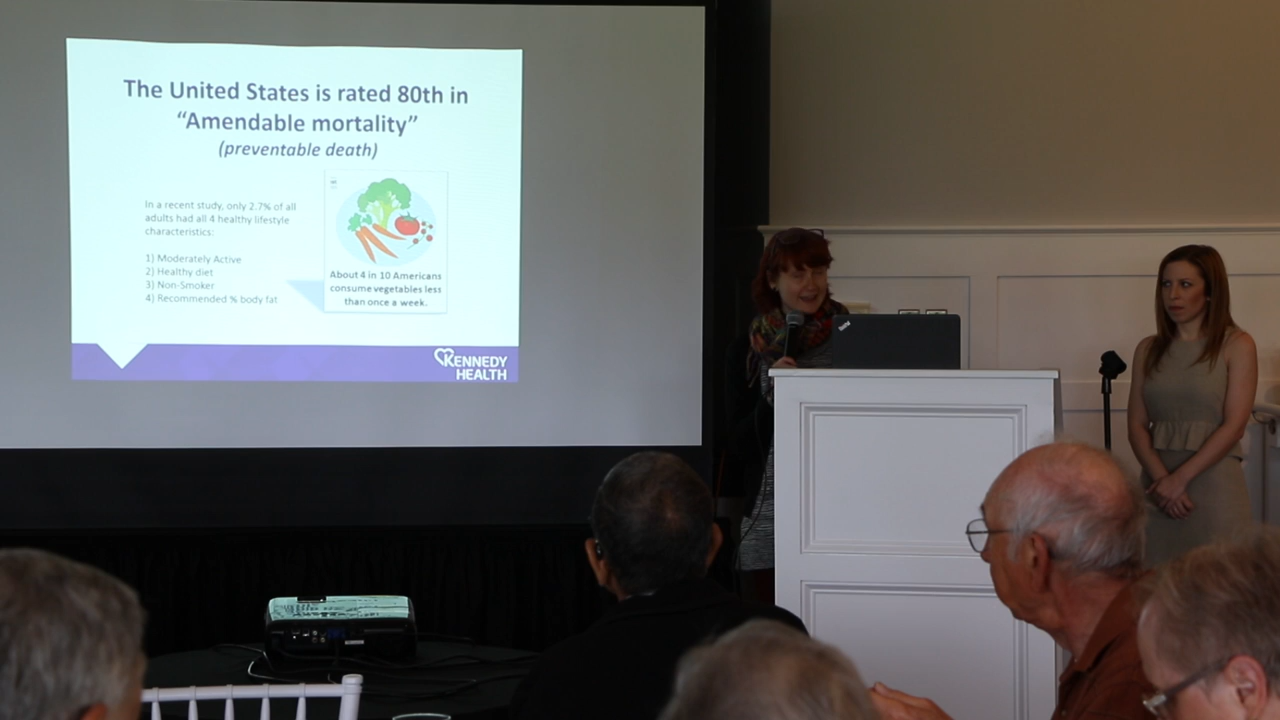 The United States is rated 80th in
“Amendable mortality”
(preventable death)
In a recent study, only 2.7% of all
adults had all 4 healthy lifestyle
characteristics:
1) Moderately Active
2) Healthy diet
3) Non-Smoker
4) Recommended % body fat
About 4 in 10 Americans
consume vegetables less
than once a week.
KENNEDY
HEALTH